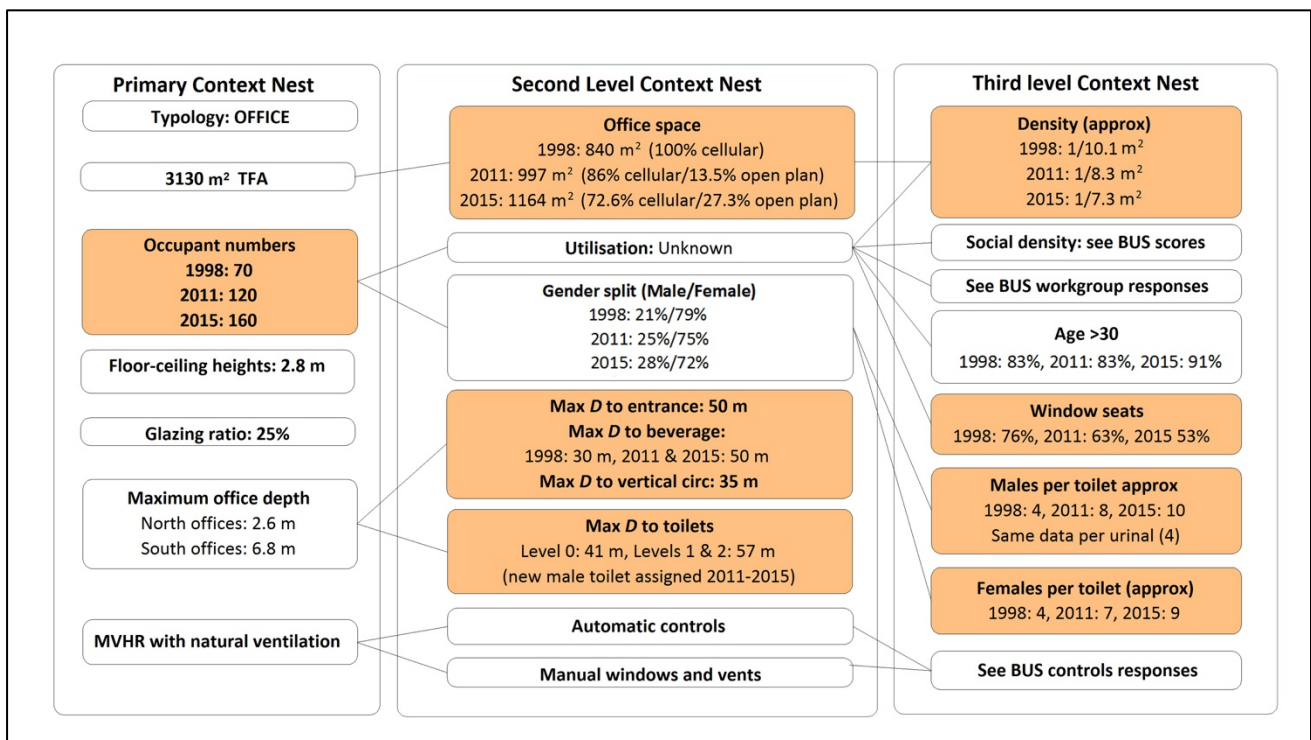 Primary Context Nest
Typology: OFFICE
3130 m² TFA
Occupant numbers
1998: 70
2011: 120
2015: 160
Floor-ceiling heights: 2.8 m
Glazing ratio: 25%
Maximum office depth
North offices: 2.6 m
South offices: 6.8 m
MVHR with natural ventilation
Second Level Context Nest
Office space
1998: 840 m² (100% cellular)
2011: 997 m² (86% cellular/13.5% open plan)
2015: 1164 m² (72.6% cellular/27.3% open plan)
Utilisation: Unknown
Gender split (Male/Female)
1998: 21%/79%
2011: 25%/75%
2015: 28%/72%
Max D to entrance: 50 m
Max D to beverage:
1998: 30 m, 2011 & 2015: 50 m
Max D to vertical circ: 35 m
Max D to toilets
Level 0: 41 m, Levels 1 & 2: 57 m
(new male toilet assigned 2011-2015)
Automatic controls
Manual windows and vents
Third level Context Nest
Density (approx)
1998: 1/10.1 m²
2011: 1/8.3 m²
2015: 1/7.3 m²
Social density: see BUS scores
See BUS workgroup responses
Age >30
1998: 83%, 2011: 83%, 2015: 91%
Window seats
1998: 76%, 2011: 63%, 2015 53%
Males per toilet approx
1998: 4, 2011: 8, 2015: 10
Same data per urinal (4)
Females per toilet (approx)
1998: 4, 2011: 7, 2015: 9
See BUS controls responses